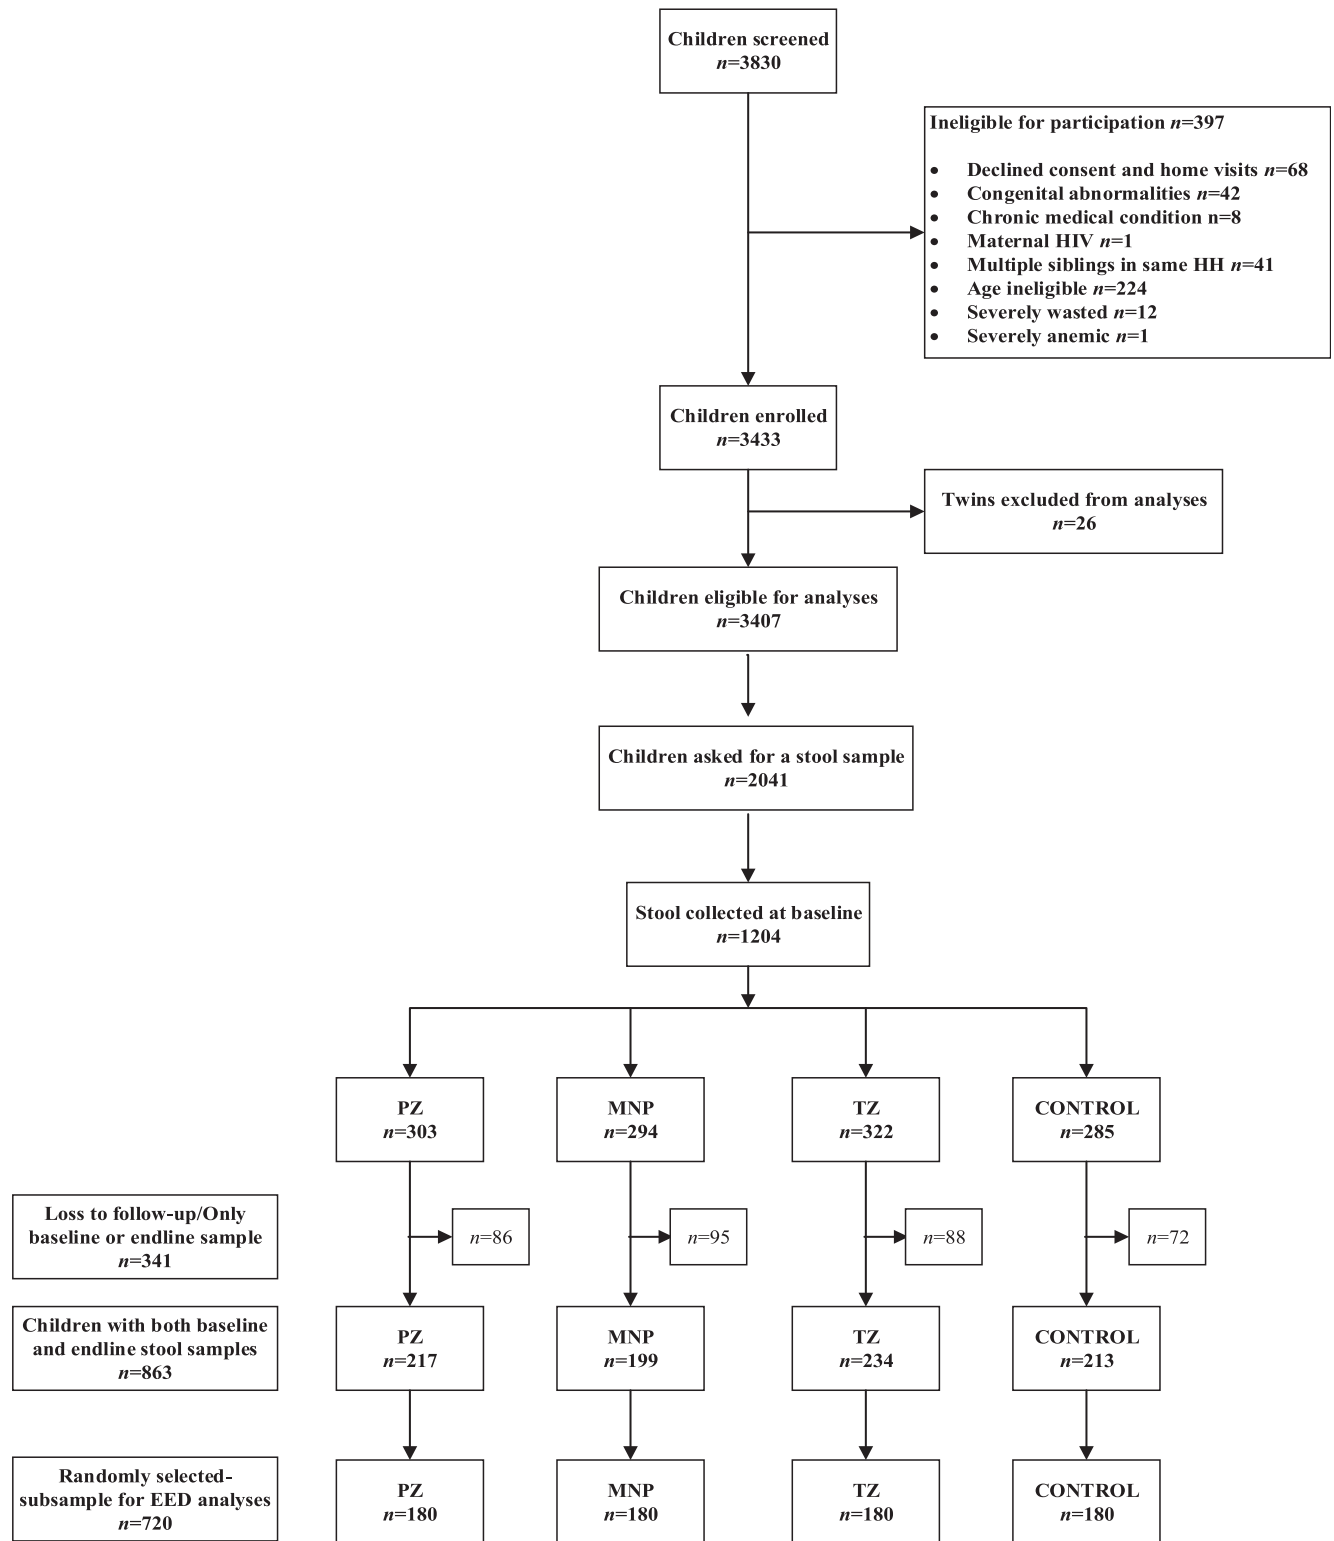 Children screened
n=3830
Ineligible for participation n=397
• Declined consent and home visits n=68
• Congenital abnormalities n=42
• Chronic medical condition n=8
• Maternal HIV n=1
• Multiple siblings in same HH n=41
• Age ineligible n=224
• Severely wasted n=12
• Severely anemic n=1
Children enrolled
n=3433
Twins excluded from analyses
n=26
Children eligible for analyses
n=3407
Children asked for a stool sample
n=2041
Stool collected at baseline
n=1204
PZ
n=303
MNP
n=294
TZ
n=322
CONTROL
n=285
Loss to follow-up/Only
baseline or endline sample
n=341
n=86
n=95
n=88
n=72
Children with both baseline
and endline stool samples
n=863
PZ
n=217
MNP
n=199
TZ
n=234
CONTROL
n=213
Randomly selected-
subsample for EED analyses
n=720
PZ
n=180
MNP
n=180
TZ
n=180
CONTROL
n=180